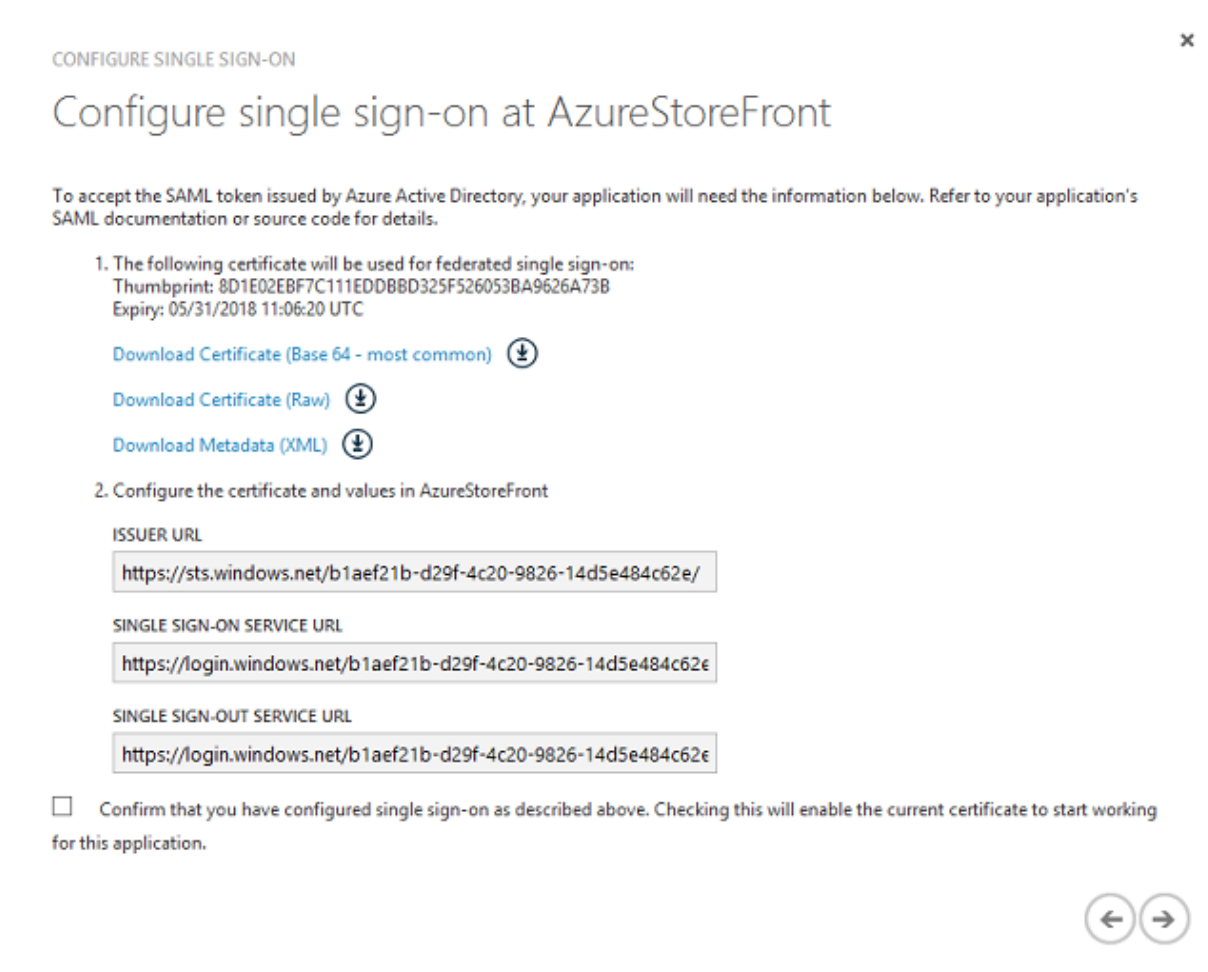 CONFIGURE SINGLE SIGN-ON
Configure single sign-on at AzureStoreFront
To accept the SAML token issued by Azure Active Directory, your application will need the information below. Refer to your application's
SAML documentation or source code for details.
1. The following certificate will be used for federated single sign-on:
Thumbprint: 8D1E02EBF7C111EDDBBD325F526053BA9626A73B
Expiry: 05/31/2018 11:06:20 UTC
Download Certificate (Base 64 - most common)
Download Certificate (Raw)
Download Metadata (XML)
2. Configure the certificate and values in AzureStoreFront
ISSUER URL
https://sts.windows.net/b1aef21b-d29f-4c20-9826-14d5e484c62e/
SINGLE SIGN-ON SERVICE URL
https://login.windows.net/b1aef21b-d29f-4c20-9826-14d5e484c62e
SINGLE SIGN-OUT SERVICE URL
https://login.windows.net/b1aef21b-d29f-4c20-9826-14d5e484c62e
Confirm that you have configured single sign-on as described above. Checking this will enable the current certificate to start working
for this application.